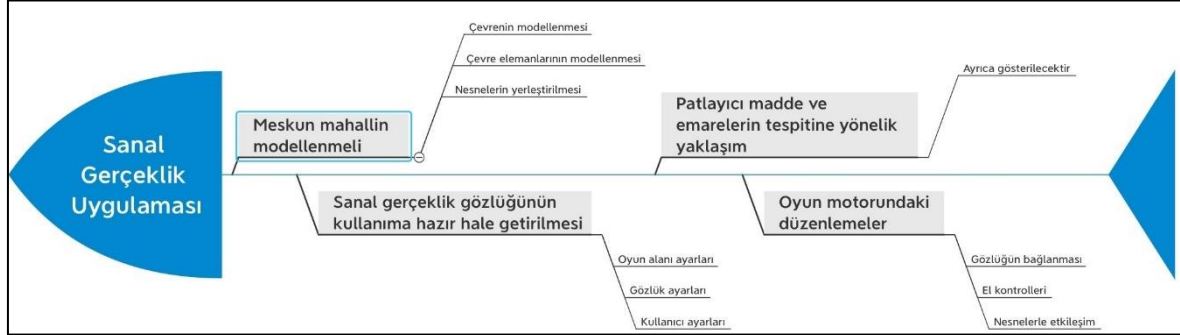 Sanal
Gerçeklik
Uygulaması
Meskun mahallin
modellenmeli
Çevrenin modellenmesi
Çevre elemanlarının modellenmesi
Nesnelerin yerleştirilmesi
Sanal gerçeklik gözlüğünün
kullanıma hazır hale getirilmesi
Oyun alanı ayarları
Gözlük ayarları
Kullanıcı ayarları
Patlayıcı madde ve
emarelerin tespitine yönelik
yaklaşım
Ayrıca gösterilecektir
Oyun motorundaki
düzenlemeler
Gözlüğün bağlanması
El kontrolleri
Nesnelerle etkileşim